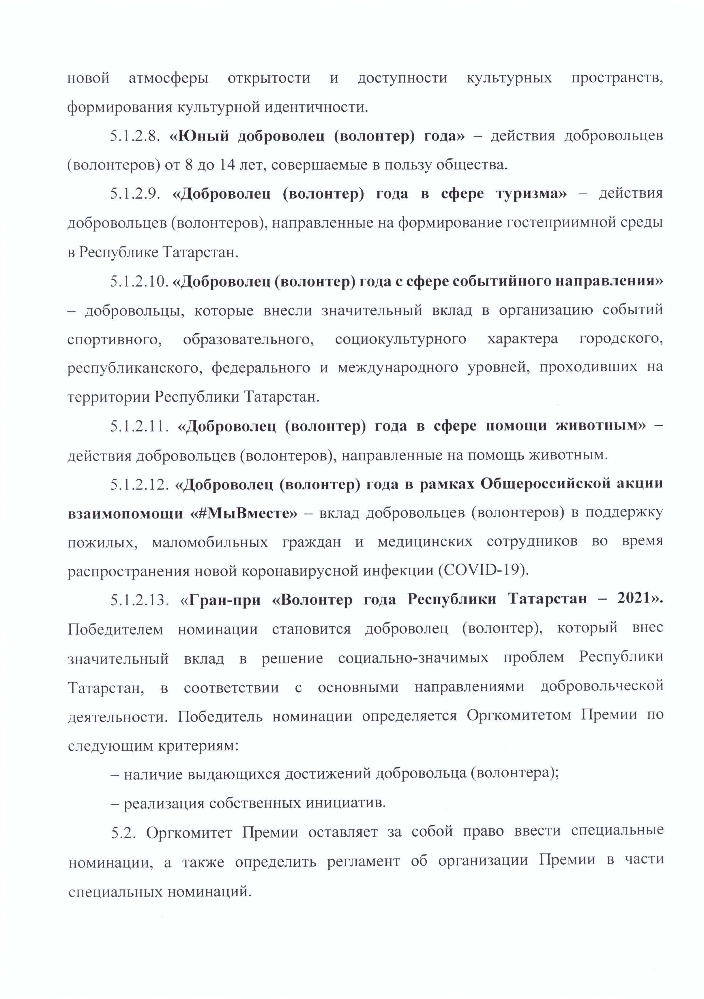 новой атмосферы открытости и доступности культурных пространств,
формирования культурной идентичности.
5.1.2.8. «Юный доброволец (волонтер) года» – действия добровольцев
(волонтеров) от 8 до 14 лет, совершаемые в пользу общества.
5.1.2.9. «Доброволец (волонтер) года в сфере туризма» – действия
добровольцев (волонтеров), направленные на формирование гостеприимной среды
в Республике Татарстан.
5.1.2.10. «Доброволец (волонтер) года с сфере событийного направления»
– добровольцы, которые внесли значительный вклад в организацию событий
спортивного, образовательного, социокультурного характера городского,
республиканского, федерального и международного уровней, проходивших на
территории Республики Татарстан.
5.1.2.11. «Доброволец (волонтер) года в сфере помощи животным» –
действия добровольцев (волонтеров), направленные на помощь животным.
5.1.2.12. «Доброволец (волонтер) года в рамках Общероссийской акции
взаимопомощи «#МыВместе» – вклад добровольцев (волонтеров) в поддержку
пожилых, маломобильных граждан и медицинских сотрудников во время
распространения новой коронавирусной инфекции (COVID-19).
5.1.2.13. «Гран-при «Волонтер года Республики Татарстан – 2021».
Победителем номинации становится доброволец (волонтер), который внес
значительный вклад в решение социально-значимых проблем Республики
Татарстан, в соответствии с основными направлениями добровольческой
деятельности. Победитель номинации определяется Оргкомитетом Премии по
следующим критериям:
– наличие выдающихся достижений добровольца (волонтера);
– реализация собственных инициатив.
5.2. Оргкомитет Премии оставляет за собой право ввести специальные
номинации, а также определить регламент об организации Премии в части
специальных номинаций.